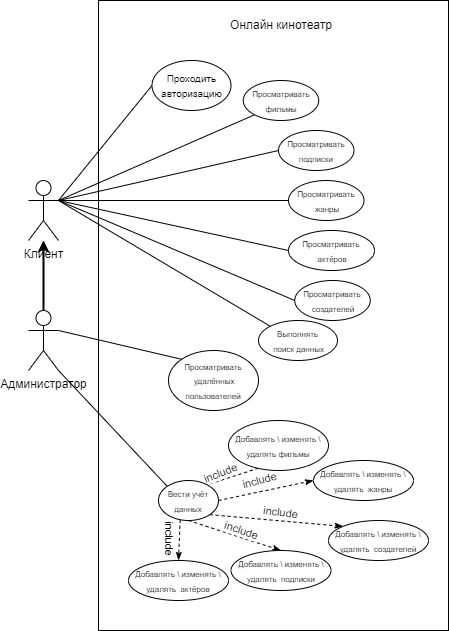 Онлайн кинотеатр
Проходить
авторизацию
Просматривать
фильмы
Просматривать
подписки
Просматривать
жанры
Клиент
Просматривать
актёров
Просматривать
создателей
Выполнять
поиск данных
Администратор
Просматривать
удалённых
пользователей
Добавлять \ изменять \
удалять фильмы
include
Добавлять \ изменять \
удалять жанры
include
Вести учёт
данных
include
Добавлять \ изменять \
удалять создателей
include
include
Добавлять \ изменять \
удалять подписки
Добавлять \ изменять \
удалять актёров